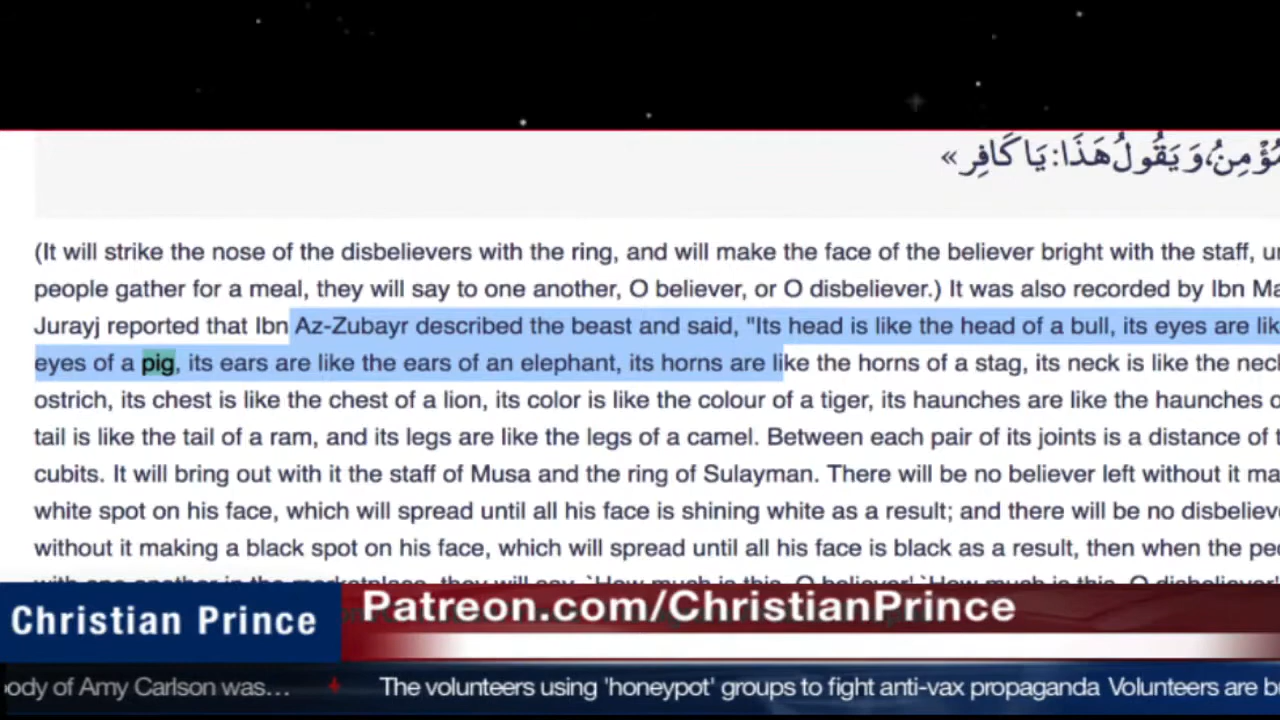 وَيَقُولُ هَذَا: يَا كَافِر»
(It will strike the nose of the disbelievers with the ring, and will make the face of the believer bright with the staff,
people gather for a meal, they will say to one another, O believer, or O disbeliever.) It was also recorded by Ibn
Jurayj reported that Ibn Az-Zubayr described the beast and said, "Its head is like the head of a bull, its eyes are
eyes of a pig, its ears are like the ears of an elephant, its horns are like the horns of a stag, its neck is like the
ostrich, its chest is like the chest of a lion, its color is like the colour of a tiger, its haunches are like the haunches
tail is like the tail of a ram, and its legs are like the legs of a camel. Between each pair of its joints is a distance of
cubits. It will bring out with it the staff of Musa and the ring of Sulayman. There will be no believer left without it
white spot on his face, which will spread until all his face is shining white as a result; and there will be no
without it making a black spot on his face, which will spread until all his face is black as a result, then when the
Christian Prince
Patreon.com/ChristianPrince
ody of Amy Carlson was... The volunteers using 'honeypot' groups to fight anti-vax propaganda Volunteers are